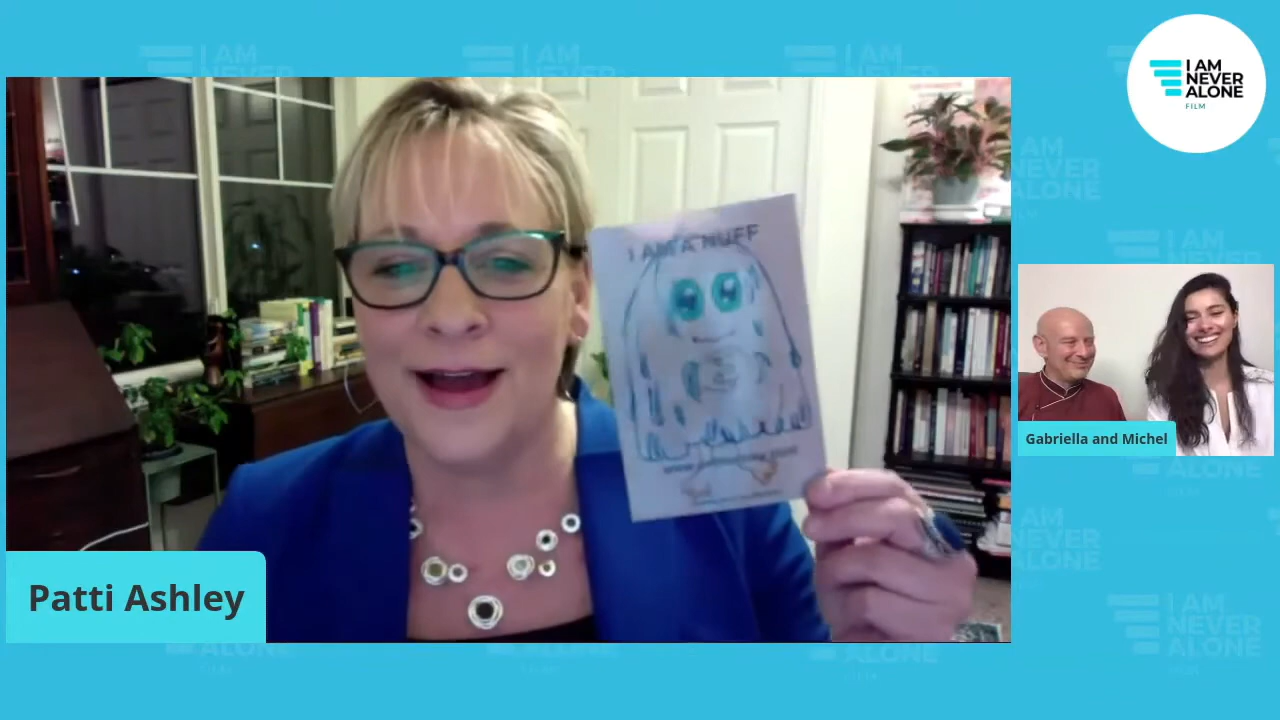 I AM
NEVER
ALONE
FILM
I AM A NUFF
Gabriella and Michel
Patti Ashley